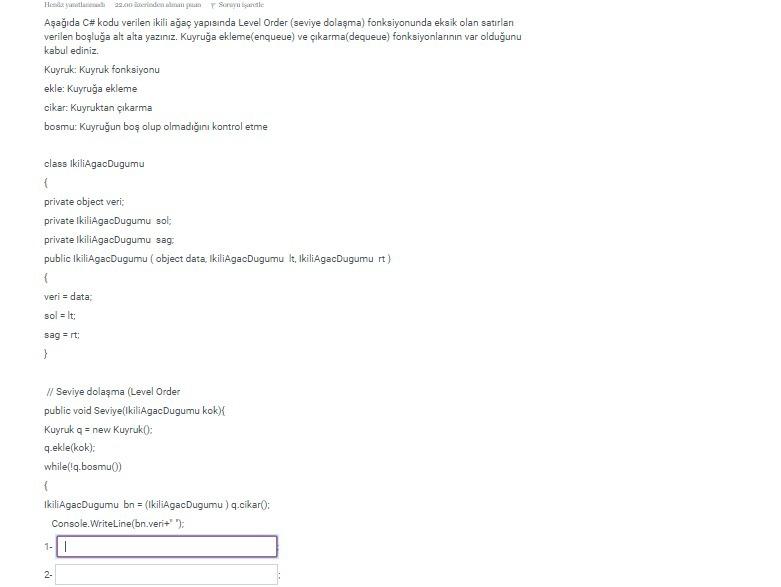 Henüz yanıtlanmadı 22,00 üzerinden alınan puan Soruyu işaretle
Aşağıda C# kodu verilen ikili ağaç yapısında Level Order (seviye dolaşma) fonksiyonunda eksik olan satırları
verilen boşluğa alt alta yazınız. Kuyruğa ekleme(enqueue) ve çıkarma(dequeue) fonksiyonlarının var olduğunu
kabul ediniz.
Kuyruk: Kuyruk fonksiyonu
ekle: Kuyruğa ekleme
cikar: Kuyruktan çıkarma
bosmu: Kuyruğun boş olup olmadığını kontrol etme
class IkiliAgacDugumu
{
private object veri;
private IkiliAgacDugumu sol;
private IkiliAgacDugumu sag;
public IkiliAgacDugumu ( object data, IkiliAgacDugumu lt, IkiliAgacDugumu rt )
{
veri = data;
sol = lt;
sag = rt;
}
// Seviye dolaşma (Level Order
public void Seviye(IkiliAgacDugumu kok){
Kuyruk q = new Kuyruk();
q.ekle(kok);
while(!q.bosmu())
{
IkiliAgacDugumu bn = (IkiliAgacDugumu ) q.cikar();
Console.WriteLine(bn.veri+" ");
1- ;
2- ;